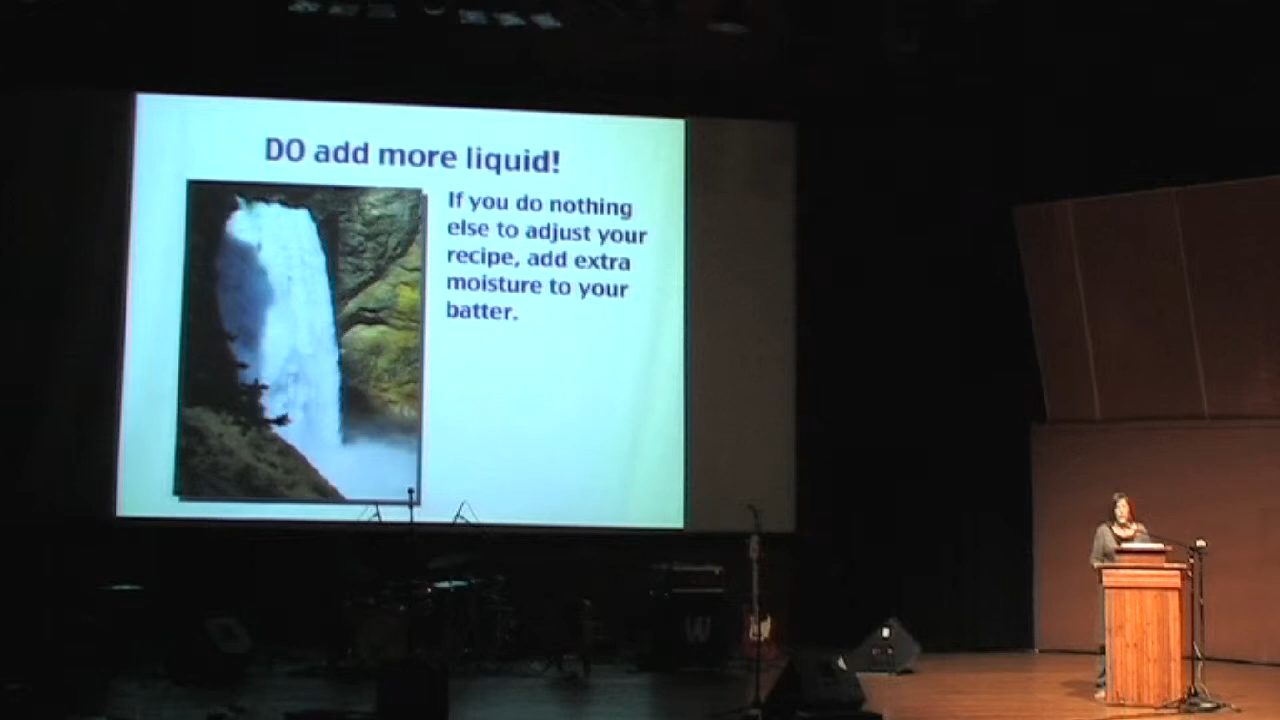 DO add more liquid!
If you do nothing
else to adjust your
recipe, add extra
moisture to your
batter.
W